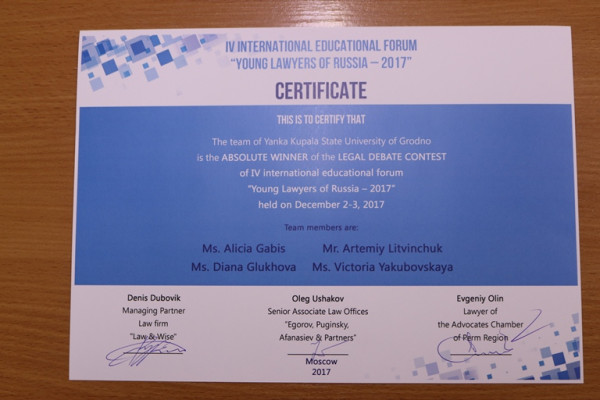 IV INTERNATIONAL EDUCATIONAL FORUM
“YOUNG LAWYERS OF RUSSIA – 2017”
CERTIFICATE
THIS IS TO CERTIFY THAT
The team of Yanka Kupala State University of Grodno
is the ABSOLUTE WINNER of the LEGAL DEBATE CONTEST
of IV international educational forum
“Young Lawyers of Russia – 2017”
held on December 2-3, 2017
Team members are:
Ms. Alicia Gabis Mr. Artemiy Litvinchuk
Ms. Diana Glukhova Ms. Victoria Yakubovskaya
Denis Dubovik
Managing Partner
Law firm
“Law & Wise”
Oleg Ushakov
Senior Associate Law Offices
“Egorov, Puginsky,
Afanasiev & Partners”
Evgeniy Olin
Lawyer of
the Advocates Chamber
of Perm Region
Moscow
2017